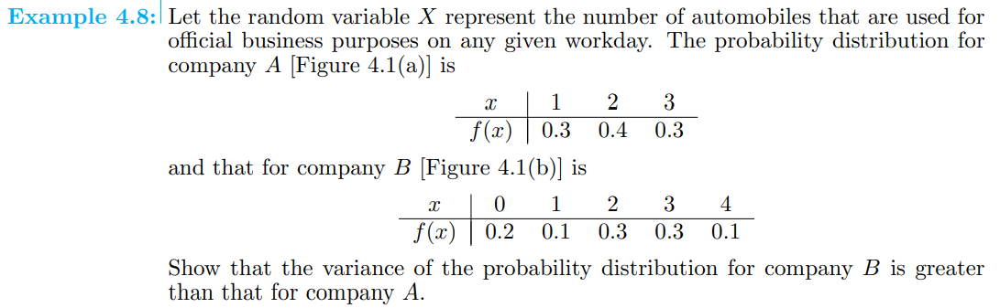 Example 4.8: Let the random variable X represent the number of automobiles that are used for
official business purposes on any given workday. The probability distribution for
company A [Figure 4.1(a)] is
x 1 2 3
f(x) 0.3 0.4 0.3
and that for company B [Figure 4.1(b)] is
x 0 1 2 3 4
f(x) 0.2 0.1 0.3 0.3 0.1
Show that the variance of the probability distribution for company B is greater
than that for company A.